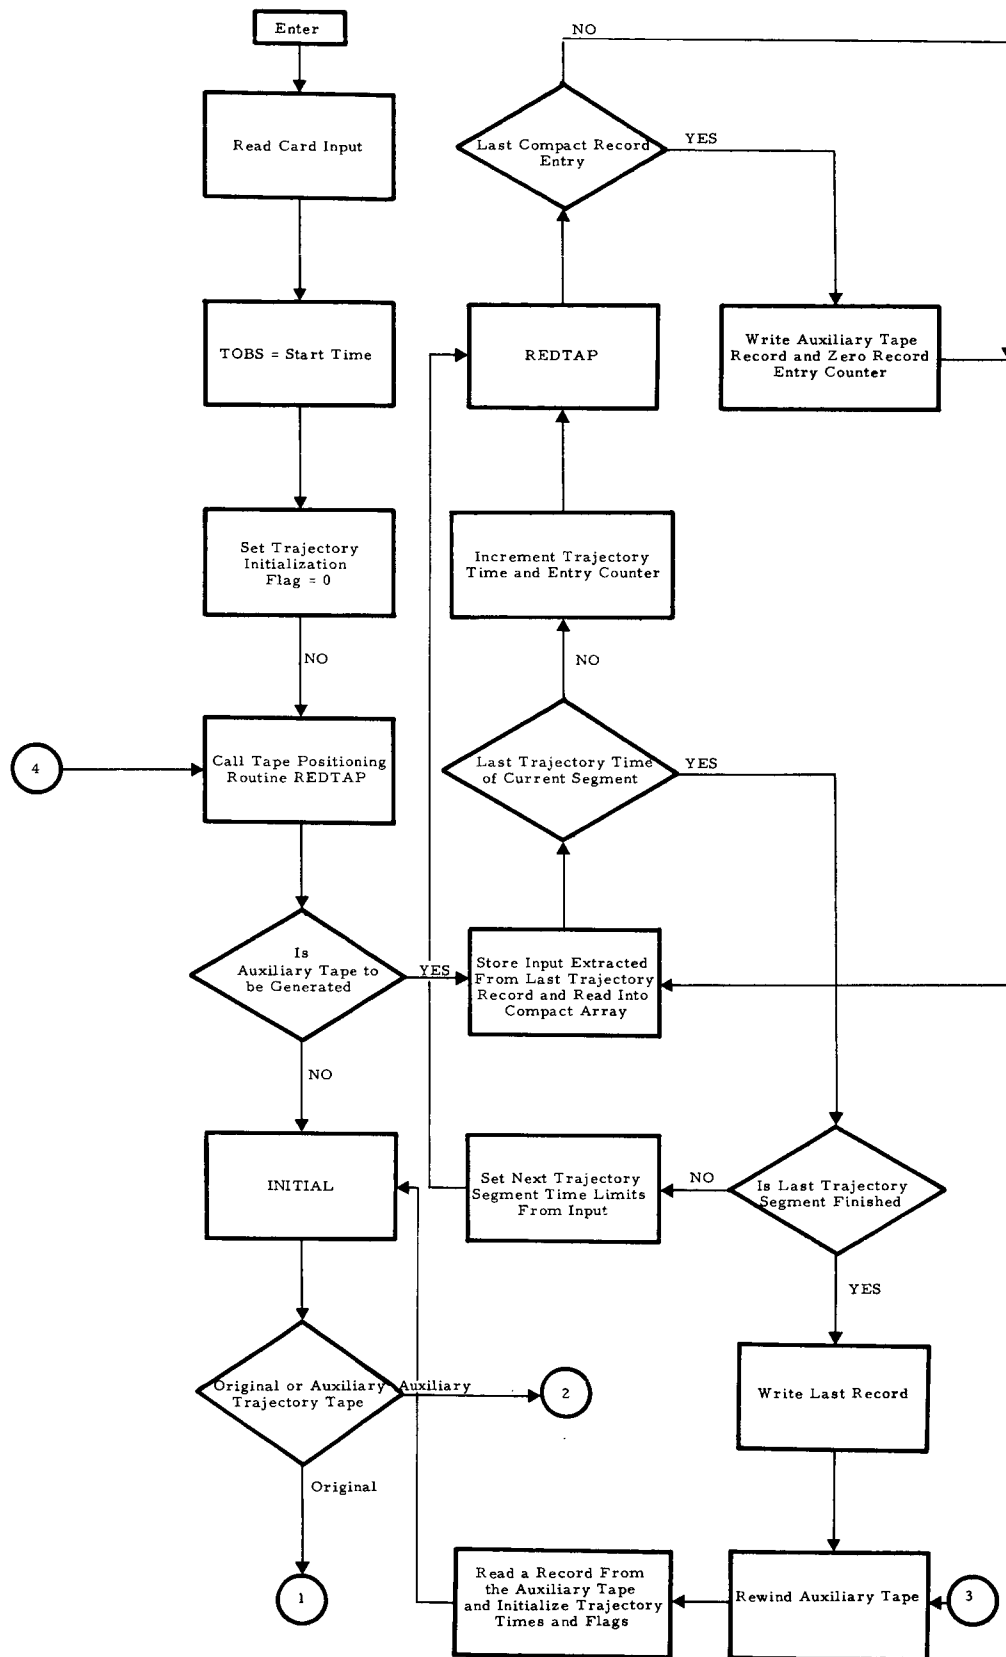 Enter
NO
Read Card Input
Last Compact Record
Entry
YES
TOBS = Start Time
REDTAP
Write Auxiliary Tape
Record and Zero Record
Entry Counter
Set Trajectory
Initialization
Flag = 0
Increment Trajectory
Time and Entry Counter
NO
NO
4
Call Tape Positioning
Routine REDTAP
Last Trajectory Time
of Current Segment
YES
Is
Auxiliary Tape to
be Generated
YES
Store Input Extracted
From Last Trajectory
Record and Read Into
Compact Array
NO
INITIAL
Set Next Trajectory
Segment Time Limits
From Input
NO
Is Last Trajectory
Segment Finished
YES
Original or Auxiliary
Trajectory Tape
Auxiliary
2
Write Last Record
Original
1
Read a Record From
the Auxiliary Tape
and Initialize Trajectory
Times and Flags
Rewind Auxiliary Tape
3